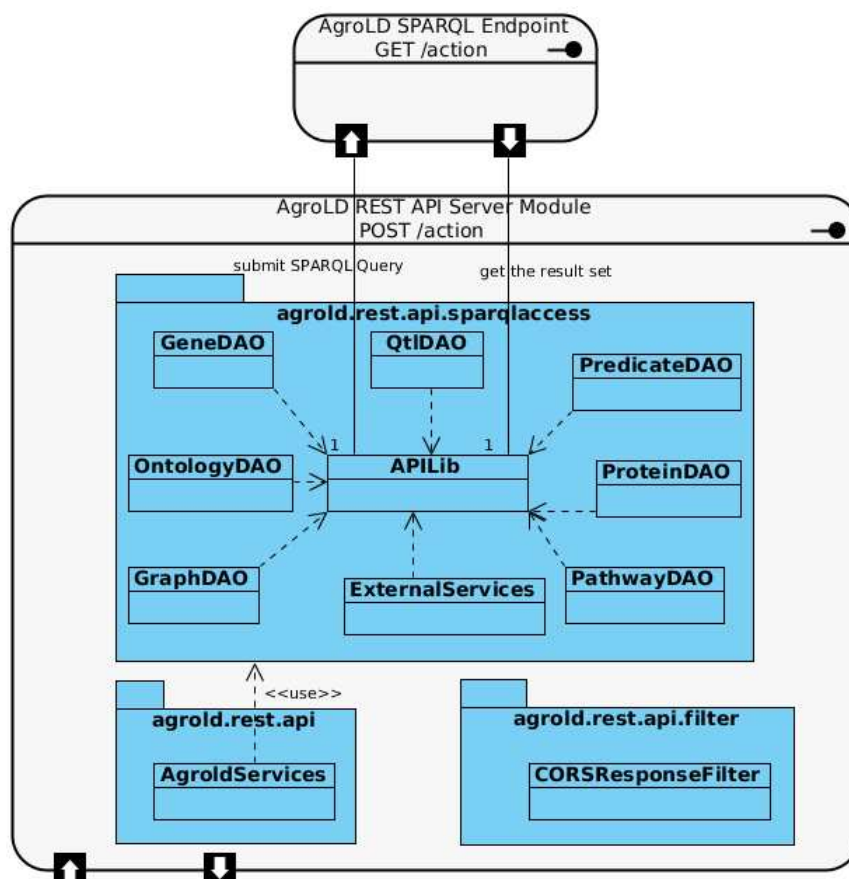 AgroLD SPARQL Endpoint
GET /action
AgroLD REST API Server Module
POST /action
submit SPARQL Query
get the result set
agrold.rest.api.sparqlaccess
GeneDAO
QtlDAO
PredicateDAO
1
1
OntologyDAO
APILib
ProteinDAO
GraphDAO
ExternalServices
PathwayDAO
<<use>>
agrold.rest.api
agrold.rest.api.filter
AgroldServices
CORSResponseFilter